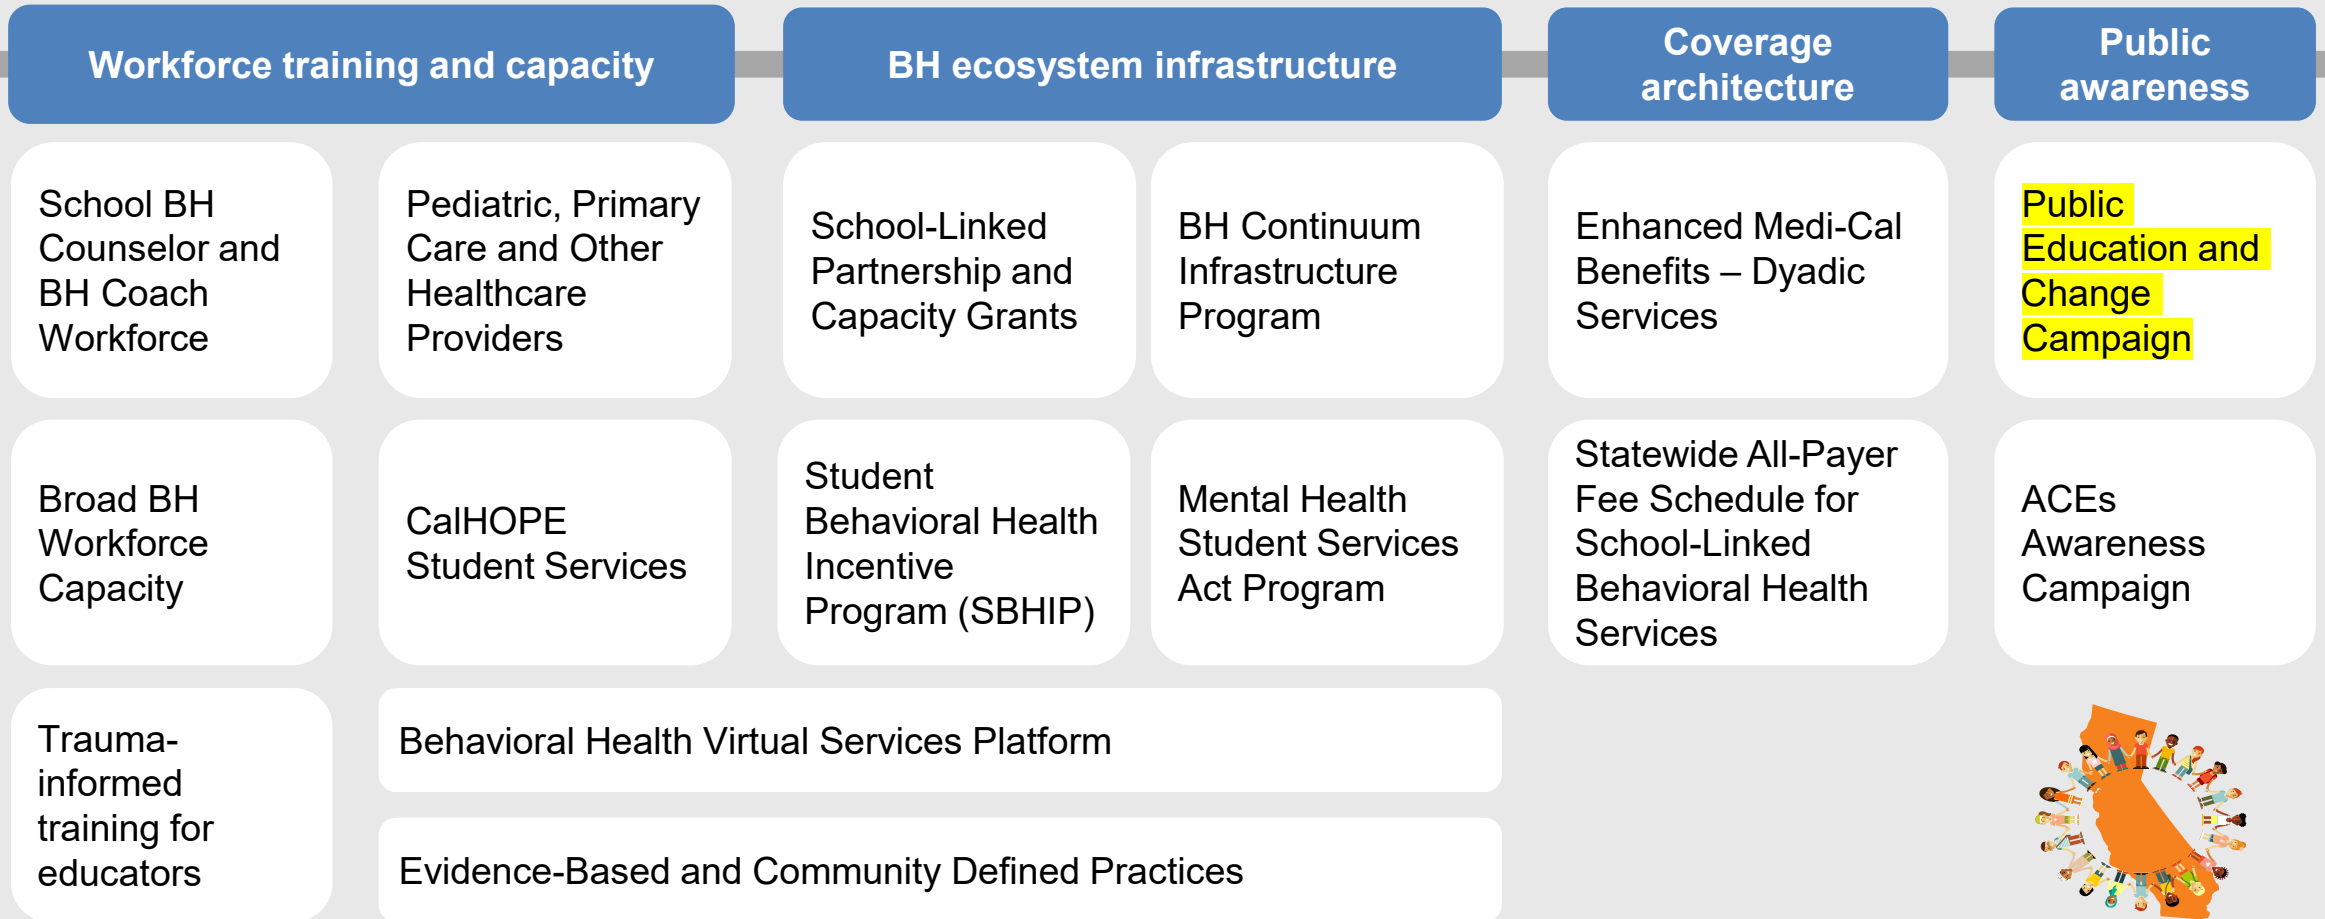 Workforce training and capacity
BH ecosystem infrastructure
Coverage
architecture
Public
awareness
School BH
Counselor and
BH Coach
Workforce
Pediatric, Primary
Care and Other
Healthcare
Providers
School-Linked
Partnership and
Capacity Grants
BH Continuum
Infrastructure
Program
Enhanced Medi-Cal
Benefits – Dyadic
Services
Public
Education and
Change
Campaign
Broad BH
Workforce
Capacity
CalHOPE
Student Services
Student
Behavioral Health
Incentive
Program (SBHIP)
Mental Health
Student Services
Act Program
Statewide All-Payer
Fee Schedule for
School-Linked
Behavioral Health
Services
ACEs
Awareness
Campaign
Trauma-
informed
training for
educators
Behavioral Health Virtual Services Platform
Evidence-Based and Community Defined Practices